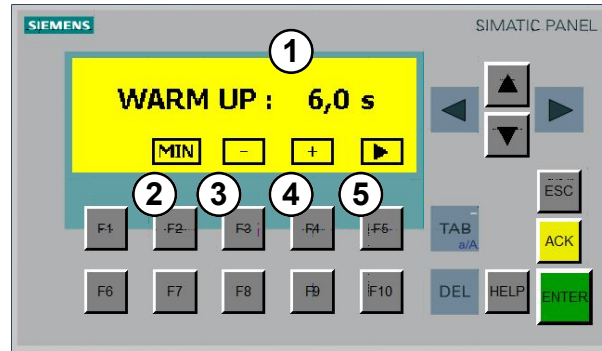 SIEMENS
SIMATIC PANEL
1
WARM UP : 6,0 s
MIN - +
2 3 4 5
F1 F2 F3 F4 F5
F6 F7 F8 F9 F10
TAB
a/A
DEL
HELP
ESC
ACK
ENTER